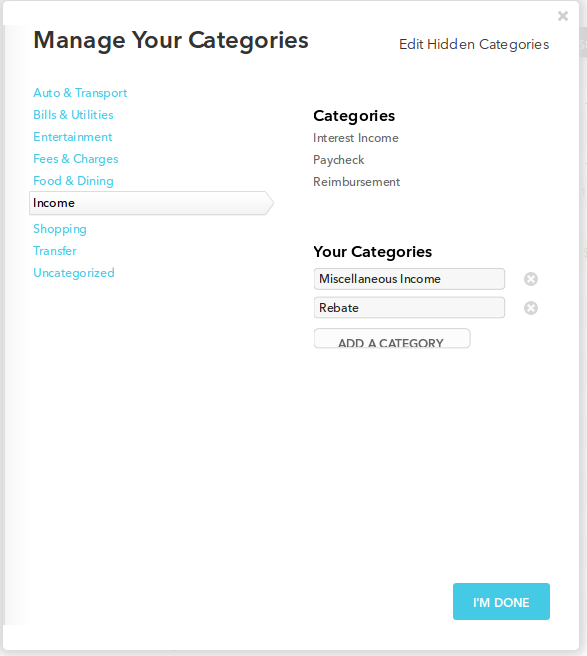 Manage Your Categories
Edit Hidden Categories
Auto & Transport
Bills & Utilities
Entertainment
Fees & Charges
Food & Dining
Income
Shopping
Transfer
Uncategorized
Categories
Interest Income
Paycheck
Reimbursement
Your Categories
Miscellaneous Income
Rebate
ADD A CATEGORY
I'M DONE